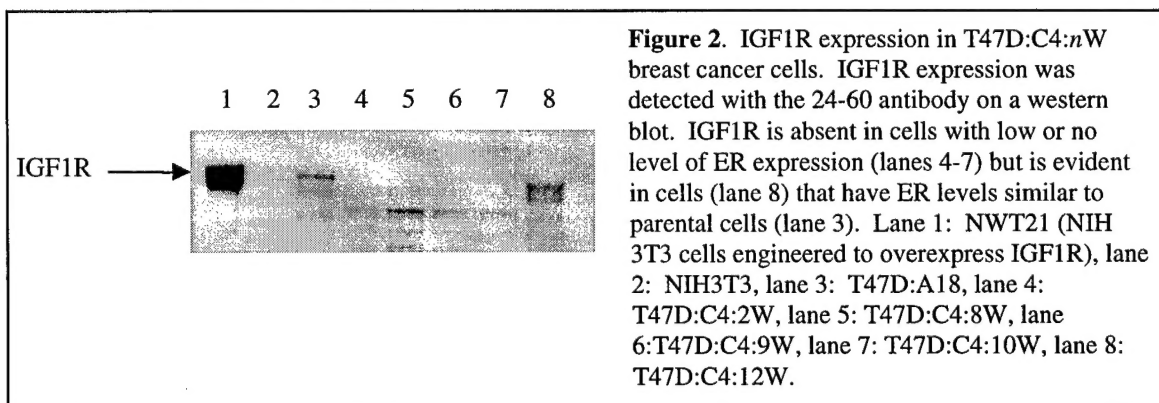 1 2 3 4 5 6 7 8
IGF1R
Figure 2. IGF1R expression in T47D:C4:nW
breast cancer cells. IGF1R expression was
detected with the 24-60 antibody on a western
blot. IGF1R is absent in cells with low or no
level of ER expression (lanes 4-7) but is evident
in cells (lane 8) that have ER levels similar to
parental cells (lane 3). Lane 1: NWT21 (NIH
3T3 cells engineered to overexpress IGF1R), lane
2: NIH3T3, lane 3: T47D:A18, lane 4:
T47D:C4:2W, lane 5: T47D:C4:8W, lane
6:T47D:C4:9W, lane 7: T47D:C4:10W, lane 8:
T47D:C4:12W.